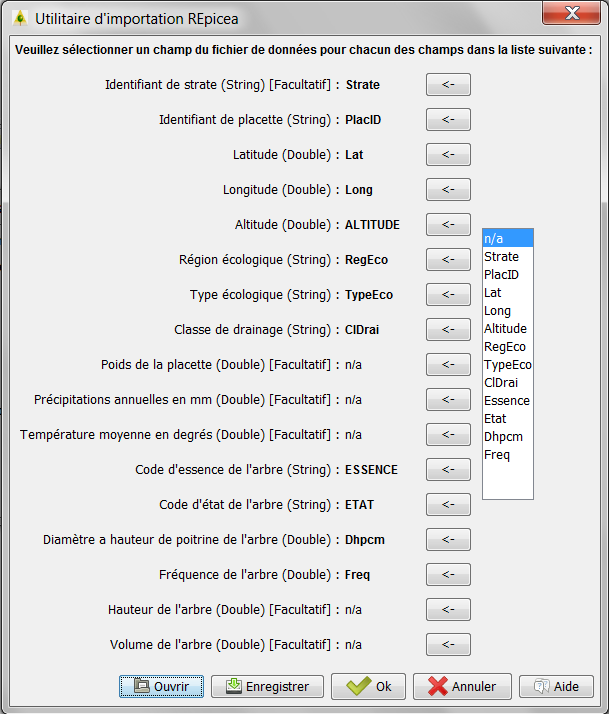 Utilitaire d'importation REpicea
Veuillez sélectionner un champ du fichier de données pour chacun des champs dans la liste suivante :
Identifiant de strate (String) [Facultatif] : Strate <-
Identifiant de placette (String) : PlacID <-
Latitude (Double) : Lat <-
Longitude (Double) : Long <-
Altitude (Double) : ALTITUDE <-
Région écologique (String) : RegEco <-
Type écologique (String) : TypeEco <-
Classe de drainage (String) : ClDrai <-
Poids de la placette (Double) [Facultatif] : n/a <-
Précipitations annuelles en mm (Double) [Facultatif] : n/a <-
Température moyenne en degrés (Double) [Facultatif] : n/a <-
Code d'essence de l'arbre (String) : ESSENCE <-
Code d'état de l'arbre (String) : ETAT <-
Diamètre a hauteur de poitrine de l'arbre (Double) : Dhpcm <-
Fréquence de l'arbre (Double) : Freq <-
Hauteur de l'arbre (Double) [Facultatif] : n/a <-
Volume de l'arbre (Double) [Facultatif] : n/a <-
n/a
Strate
PlacID
Lat
Long
Altitude
RegEco
TypeEco
ClDrai
Essence
Etat
Dhpcm
Freq
Ouvrir Enregistrer Ok Annuler Aide